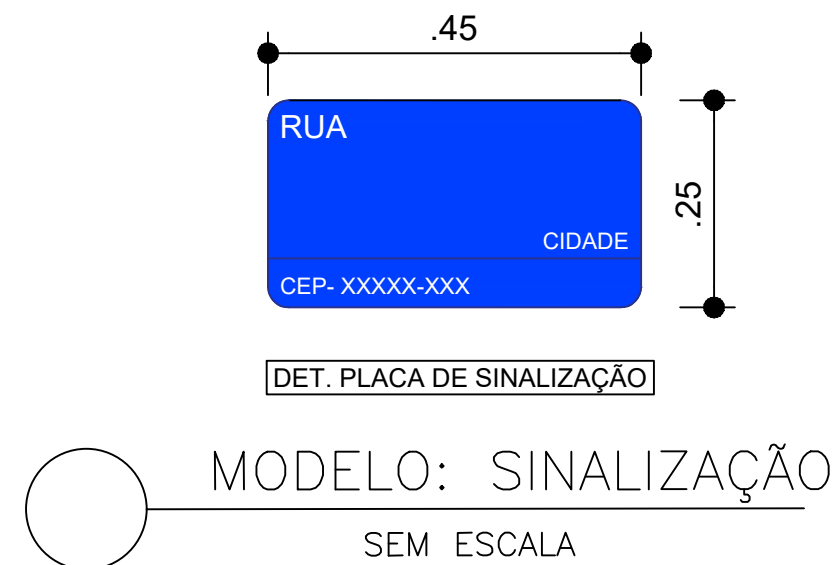 .45
RUA
.25
CIDADE
CEP- XXXXX-XXX
DET. PLACA DE SINALIZAÇÃO
MODELO: SINALIZAÇÃO
SEM ESCALA